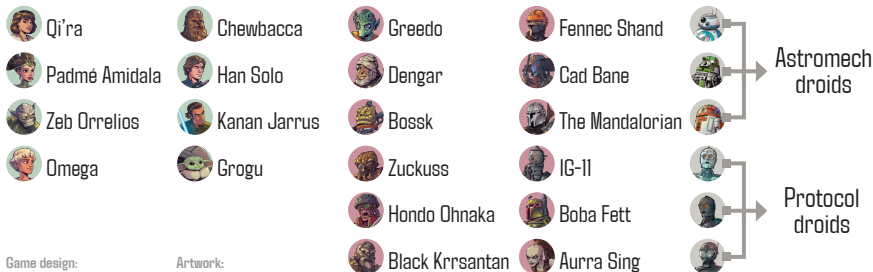 Qi'ra
Padmé Amidala
Zeb Orrelios
Omega
Chewbacca
Han Solo
Kanan Jarrus
Grogu
Greedo
Dengar
Bossk
Zuckuss
Hondo Ohnaka
Black Krrsantan
Fennec Shand
Cad Bane
The Mandalorian
IG-11
Boba Fett
Aurra Sing
Astromech
droids
Protocol
droids
Game design:
Artwork: